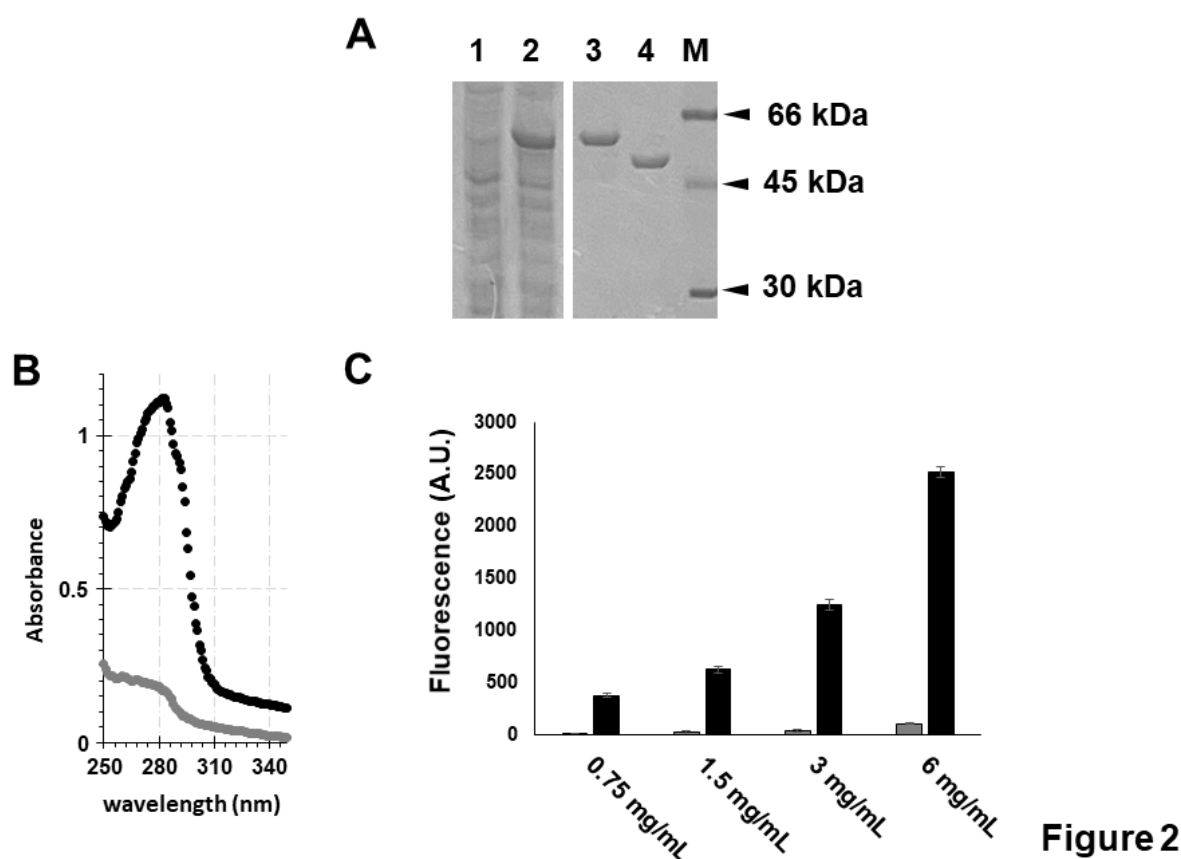 A
1 2 3 4 M
66 kDa
45 kDa
30 kDa
B
Absorbance
1
0.5
0
250 280 310 340
wavelength (nm)
C
Fluorescence (A.U.)
3000
2500
2000
1500
1000
500
0
0.75 mg/mL
1.5 mg/mL
3 mg/mL
6 mg/mL
Figure 2